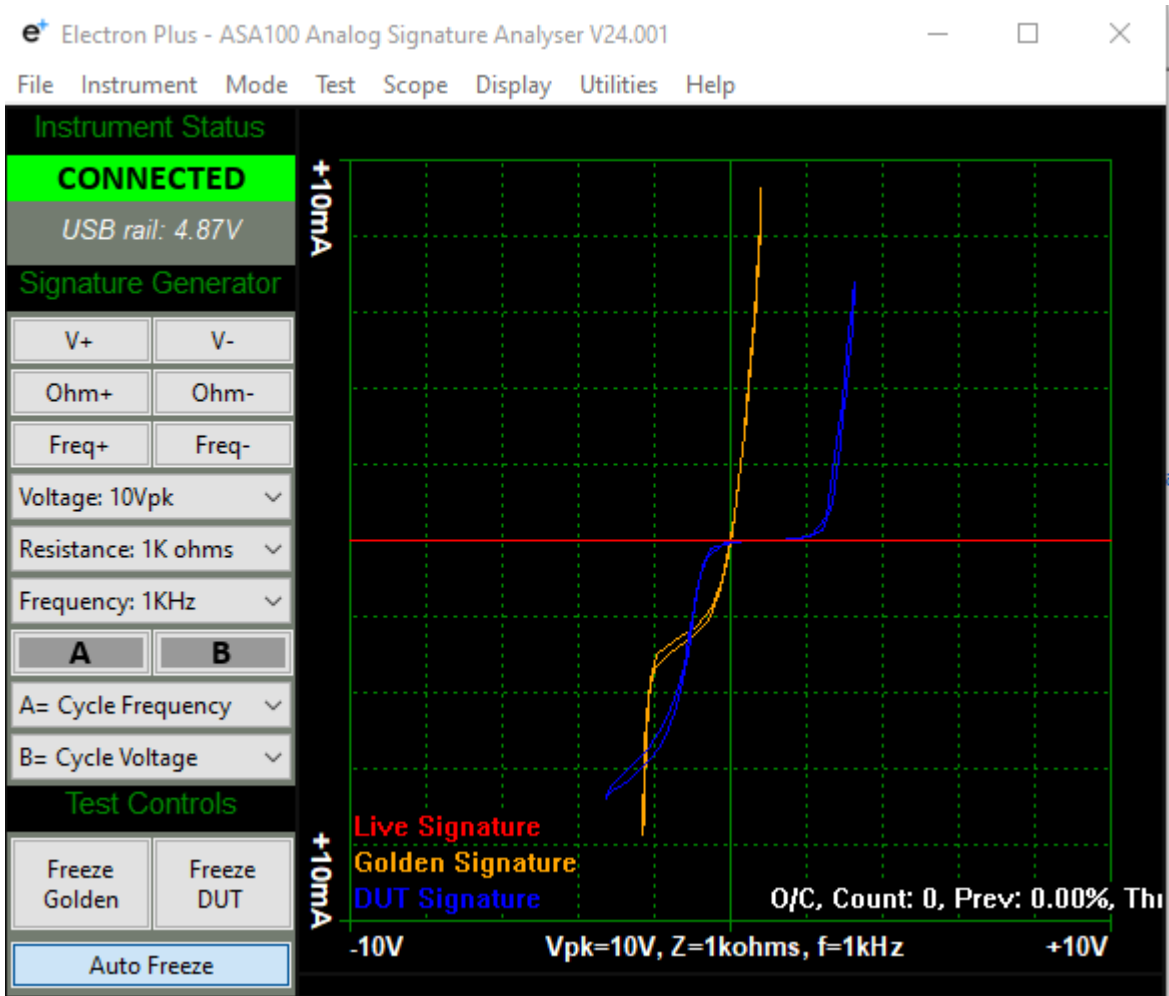 e+ Electron Plus - ASA100 Analog Signature Analyser V24.001
File Instrument Mode Test Scope Display Utilities Help
Instrument Status
CONNECTED
USB rail: 4.87V
Signature Generator
V+ V-
Ohm+ Ohm-
Freq+ Freq-
Voltage: 10Vpk
Resistance: 1K ohms
Frequency: 1KHz
A B
A= Cycle Frequency
B= Cycle Voltage
Test Controls
Freeze Golden
Freeze DUT
Auto Freeze
+10mA
+10mA
Live Signature
Golden Signature
DUT Signature
O/C, Count: 0, Prev: 0.00%,
-10V Vpk=10V, Z=1kohms, f=1kHz +10V